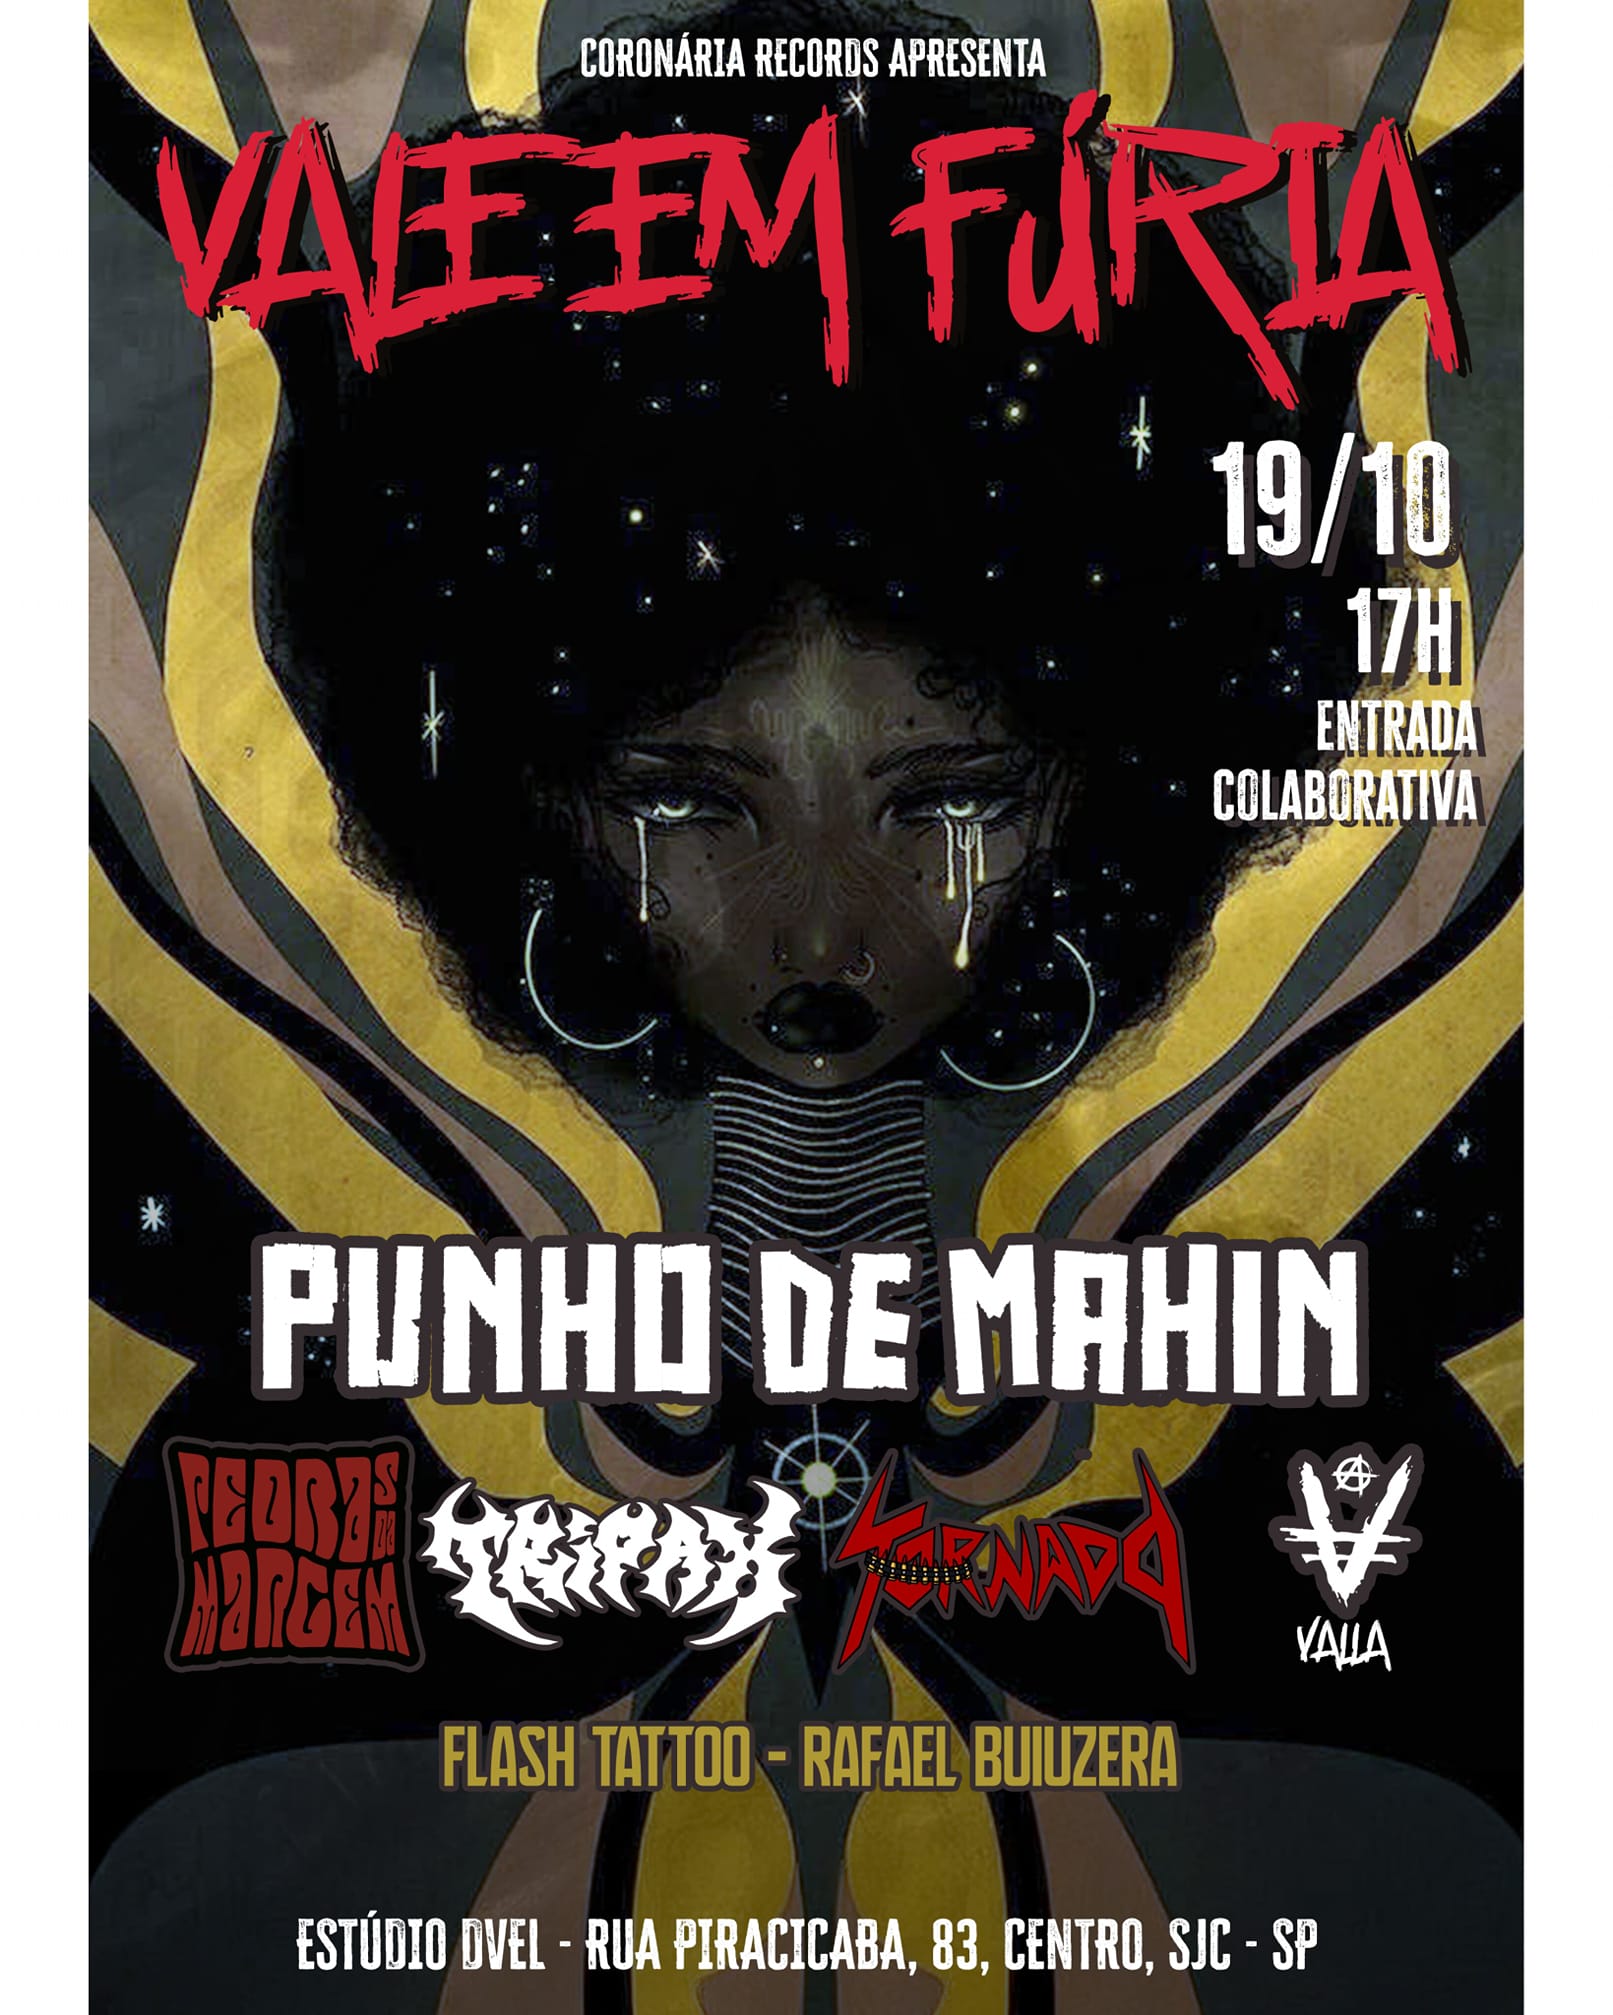 CORONÁRIA RECORDS APRESENTA
VALE EM FÚRIA
19/10
17H
ENTRADA
COLABORATIVA
PUNHO DE MAHIN
PEDRAS DA
MARGEM
TRIPAX
TORNADO
YALLA
FLASH TATTOO - RAFAEL BUIUZERA
ESTÚDIO DVEL - RUA PIRACICABA, 83, CENTRO, SJC - SP